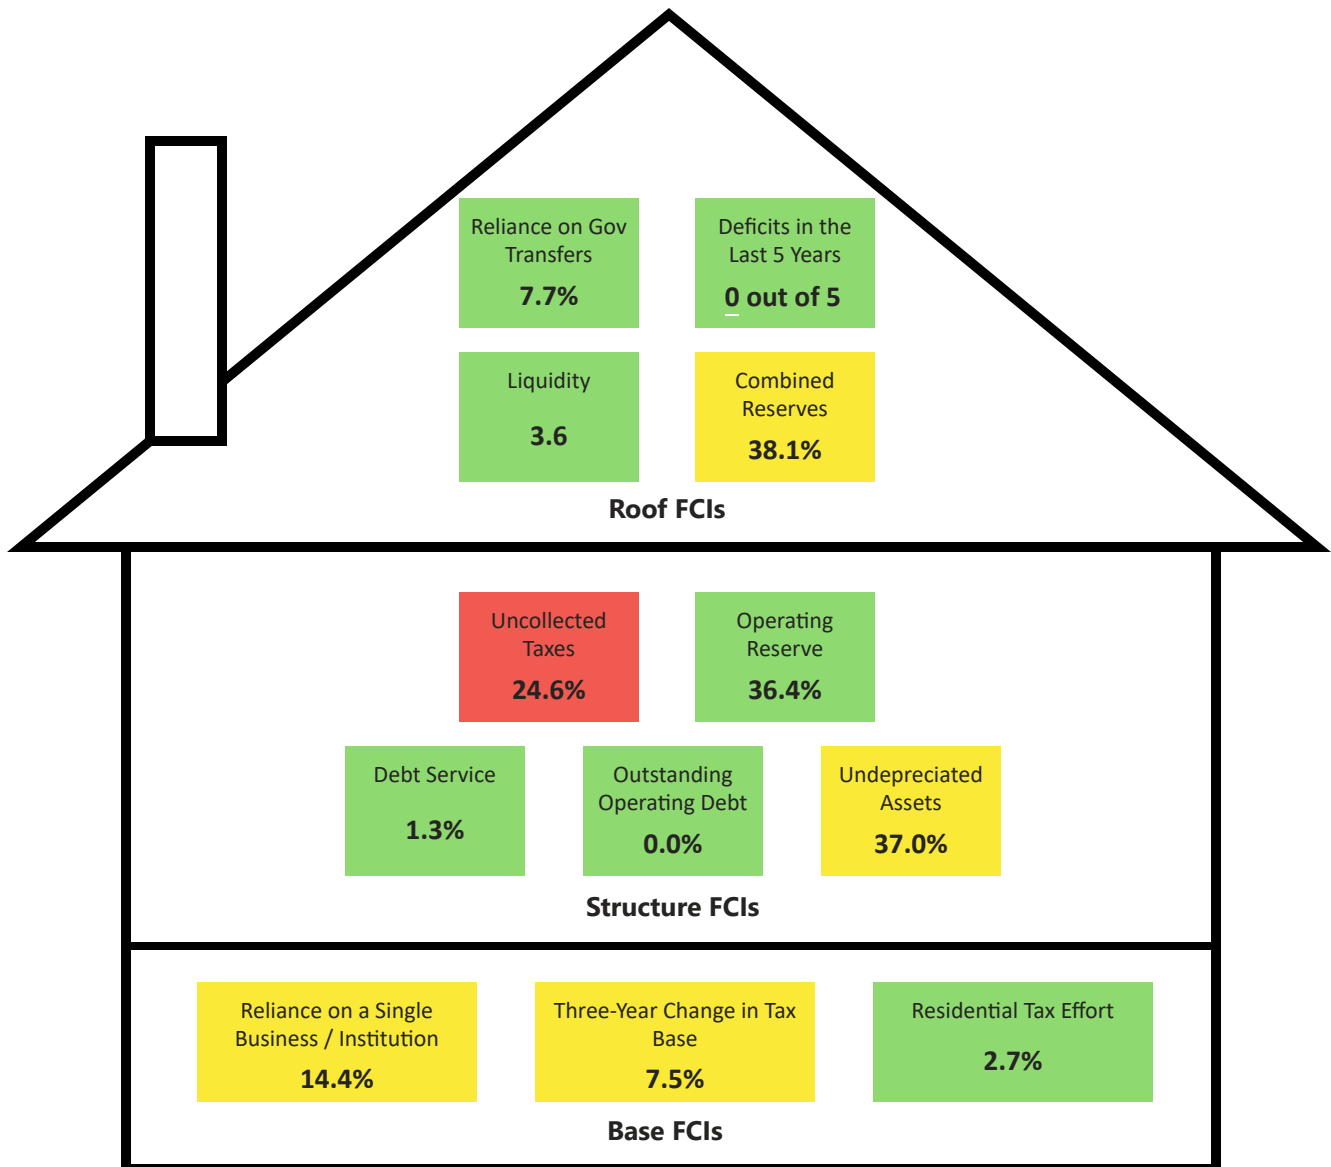 Reliance on Gov
Transfers
7.7%
Deficits in the
Last 5 Years
0 out of 5
Liquidity
3.6
Combined
Reserves
38.1%
Roof FCIs
Uncollected
Taxes
24.6%
Operating
Reserve
36.4%
Debt Service
1.3%
Outstanding
Operating Debt
0.0%
Undepreciated
Assets
37.0%
Structure FCIs
Reliance on a Single
Business / Institution
14.4%
Three-Year Change in Tax
Base
7.5%
Residential Tax Effort
2.7%
Base FCIs